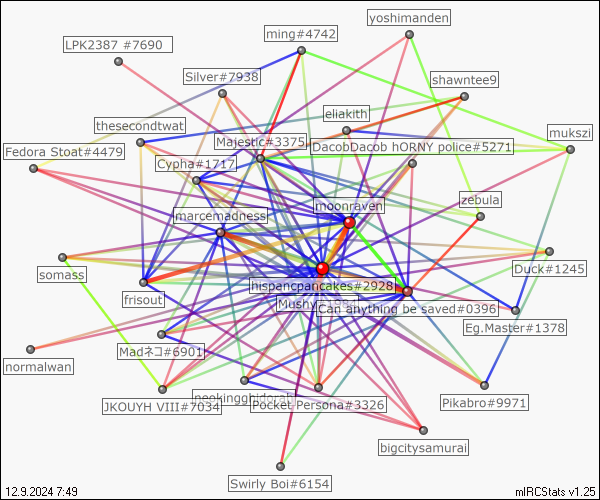 yoshimanden
LPK2387 #7690
ming#4742
Silver#7938
shawntee9
eliakith
thesecondtwat
mukszi
Majestic#3375
DacobDacob hORNY police#5271
Fedora Stoat#4479
Cypha#1717
zebula
moonraven
marcemadness
somass
Duck#1245
frisout
hispancpancakes#2928
Mushy
Can anything be saved#0396
Eg.Master#1378
Madネコ#6901
normalwan
JKOUYH VIII#7034
Pocket Persona#3326
Pikabro#9971
bigcitysamurai
Swirly Boi#6154
12.9.2024 7:49
mIRCStats v1.25